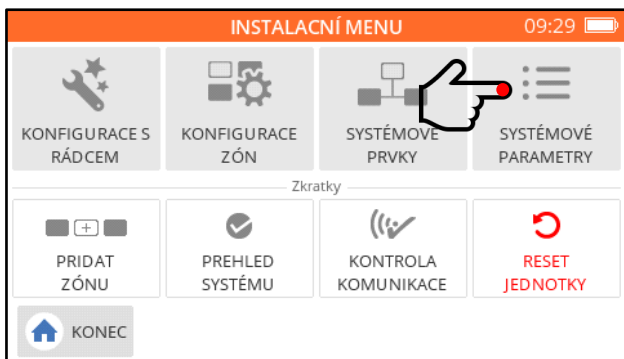 INSTALACNÍ MENU 09:29
KONFIGURACE S
RÁDCEM
KONFIGURACE
ZÓN
SYSTÉMOVÉ
PRVKY
SYSTÉMOVÉ
PARAMETRY
Zkratky
PRIDAT
ZÓNU
PREHLED
SYSTÉMU
KONTROLA
KOMUNIKACE
RESET
JEDNOTKY
KONEC